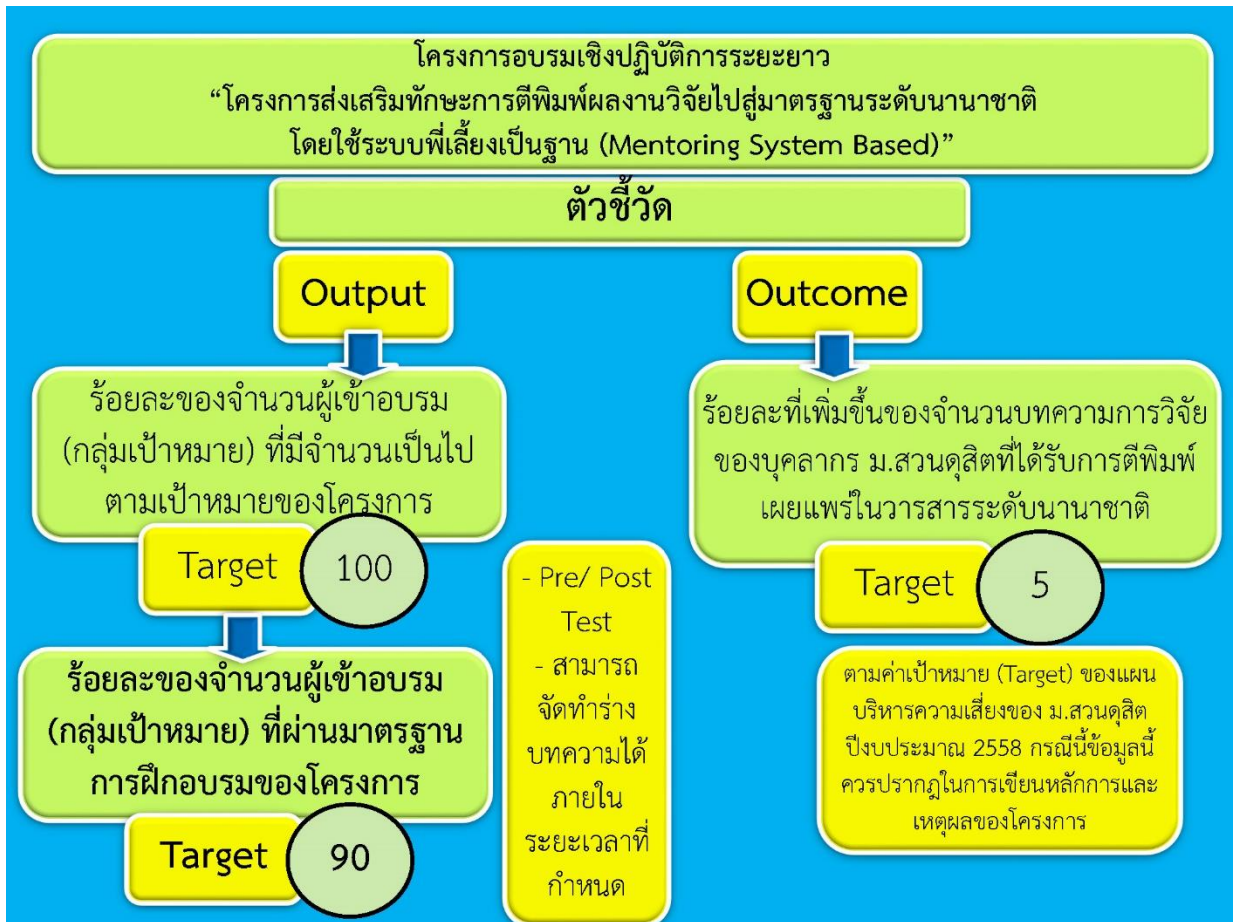 โครงการอบรมเชิงปฏิบัติการระยะยาว
“โครงการส่งเสริมทักษะการตีพิมพ์ผลงานวิจัยไปสู่มาตรฐานระดับนานาชาติ
โดยใช้ระบบพี่เลี้ยงเป็นฐาน (Mentoring System Based)”
ตัวชี้วัด
Output
ร้อยละของจำนวนผู้เข้าอบรม
(กลุ่มเป้าหมาย) ที่มีจำนวนเป็นไป
ตามเป้าหมายของโครงการ
Target 100
ร้อยละของจำนวนผู้เข้าอบรม
(กลุ่มเป้าหมาย) ที่ผ่านมาตรฐาน
การฝึกอบรมของโครงการ
Target 90
- Pre/ Post
Test
- สามารถ
จัดทำร่าง
บทความได้
ภายใน
ระยะเวลาที่
กำหนด
Outcome
ร้อยละที่เพิ่มขึ้นของจำนวนบทความการวิจัย
ของบุคลากร ม.สวนดุสิตที่ได้รับการตีพิมพ์
เผยแพร่ในวารสารระดับนานาชาติ
Target 5
ตามค่าเป้าหมาย (Target) ของแผน
บริหารความเสี่ยงของ ม.สวนดุสิต
ปีงบประมาณ 2558 กรณีนี้ข้อมูลนี้
ควรปรากฎในการเขียนหลักการและ
เหตุผลของโครงการ